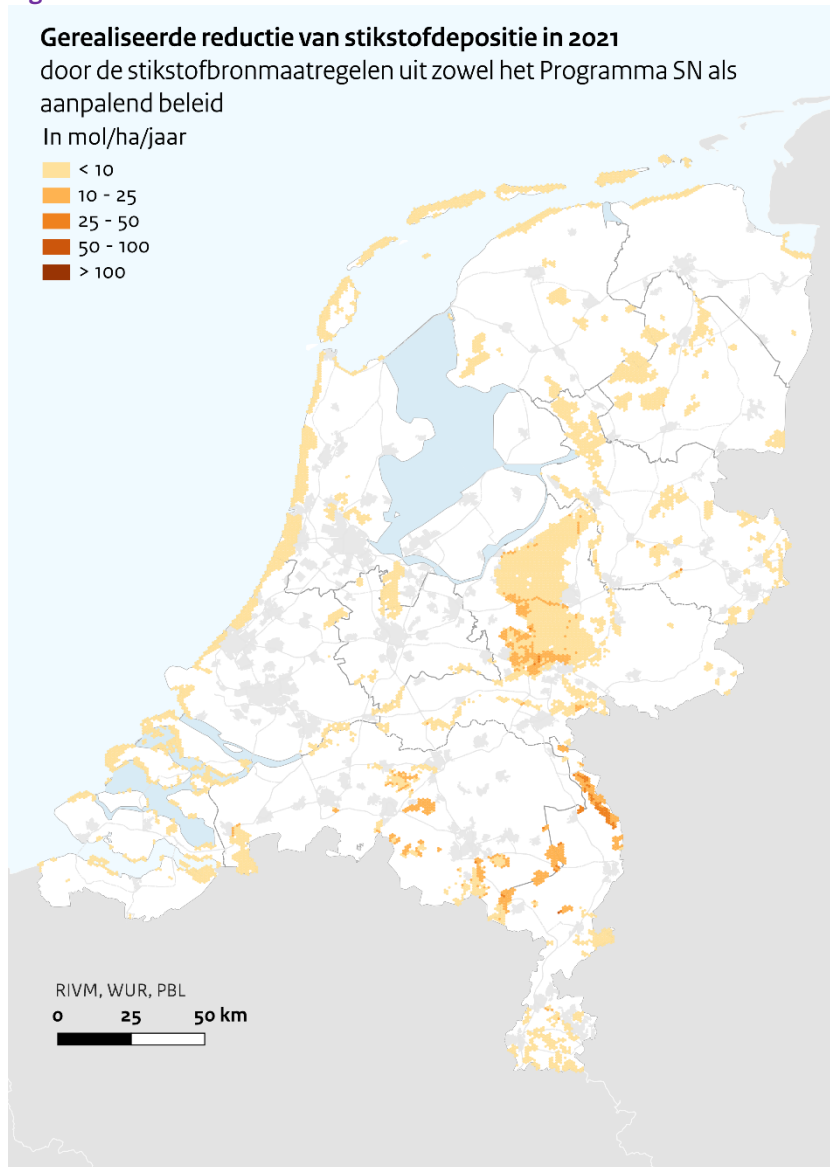 Gerealiseerde reductie van stikstofdepositie in 2021
door de stikstofbronmaatregelen uit zowel het Programma SN als
aanpalend beleid
In mol/ha/jaar
< 10
10 - 25
25 - 50
50 - 100
> 100
RIVM, WUR, PBL
0 25 50 km